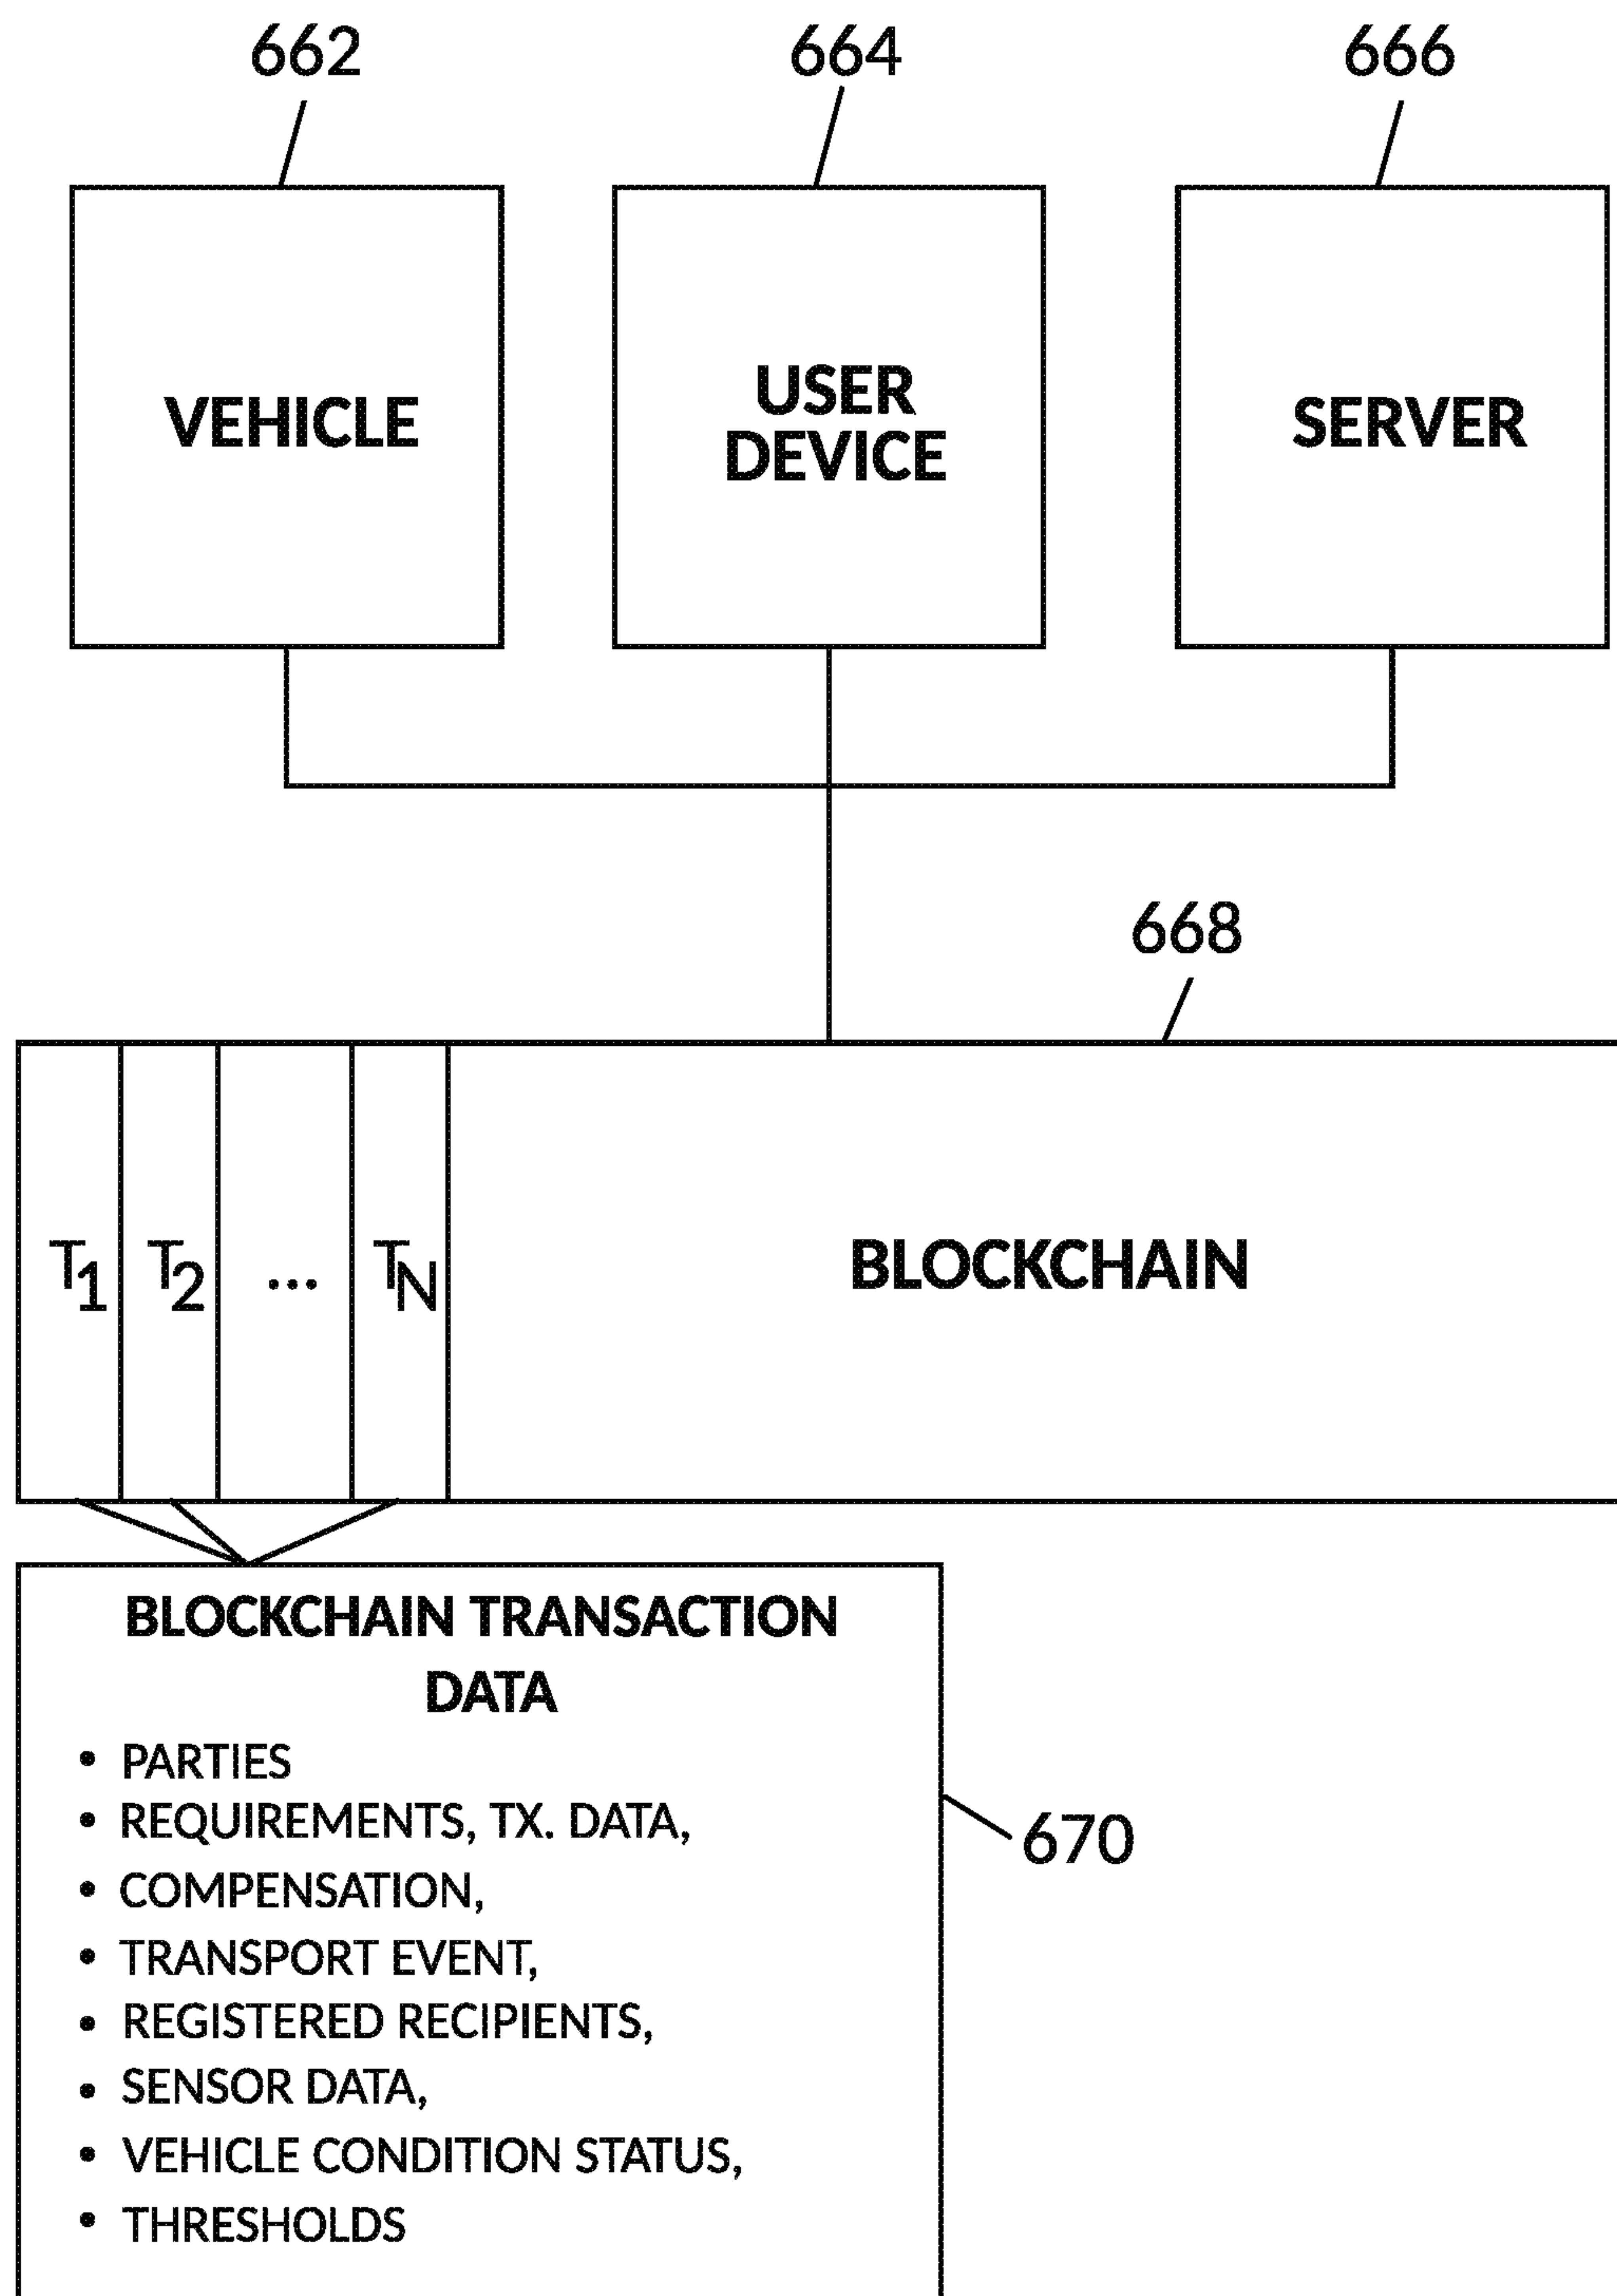 662 664 666
VEHICLE
USER
DEVICE
SERVER
668
T1 T2 ... TN BLOCKCHAIN
BLOCKCHAIN TRANSACTION
DATA
• PARTIES
• REQUIREMENTS, TX. DATA,
• COMPENSATION,
• TRANSPORT EVENT,
• REGISTERED RECIPIENTS,
• SENSOR DATA,
• VEHICLE CONDITION STATUS,
• THRESHOLDS
670